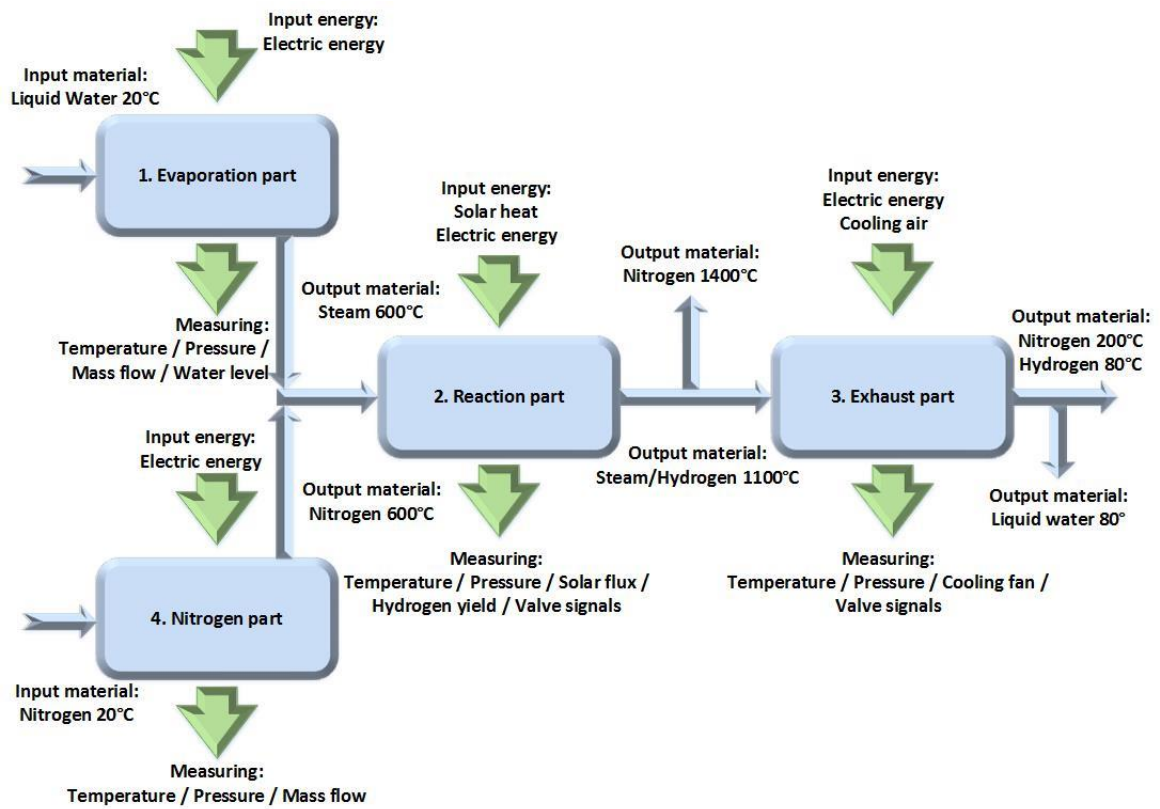 Input energy:
Electric energy
Input material:
Liquid Water 20°C
1. Evaporation part
Measuring:
Temperature / Pressure /
Mass flow / Water level
Output material:
Steam 600°C
Input energy:
Solar heat
Electric energy
Output material:
Nitrogen 1400°C
Input energy:
Electric energy
Cooling air
Output material:
Nitrogen 200°C
Hydrogen 80°C
2. Reaction part
3. Exhaust part
Input energy:
Electric energy
Output material:
Nitrogen 600°C
Output material:
Steam/Hydrogen 1100°C
Output material:
Liquid water 80°
Measuring:
Temperature / Pressure / Solar flux /
Hydrogen yield / Valve signals
Measuring:
Temperature / Pressure / Cooling fan /
Valve signals
4. Nitrogen part
Input material:
Nitrogen 20°C
Measuring:
Temperature / Pressure / Mass flow